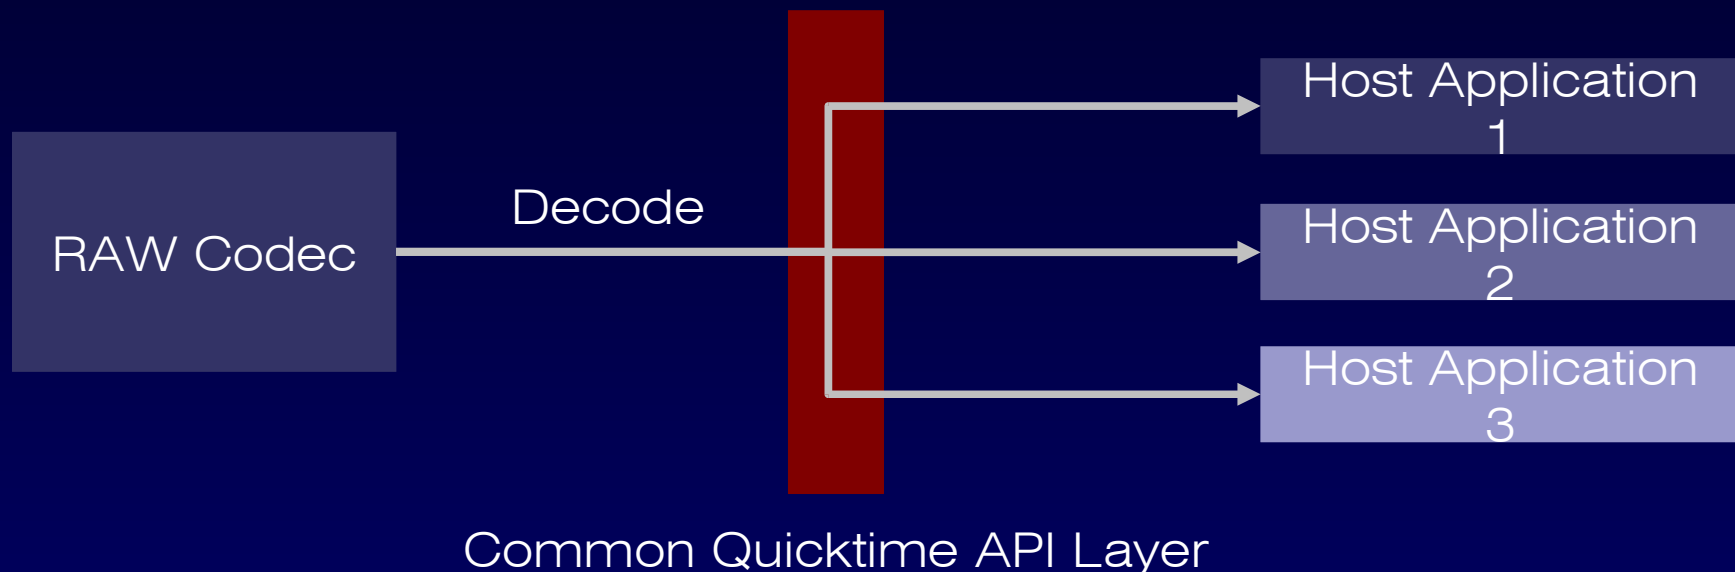 RAW Codec
Decode
Host Application
1
Host Application
2
Host Application
3
Common Quicktime API Layer